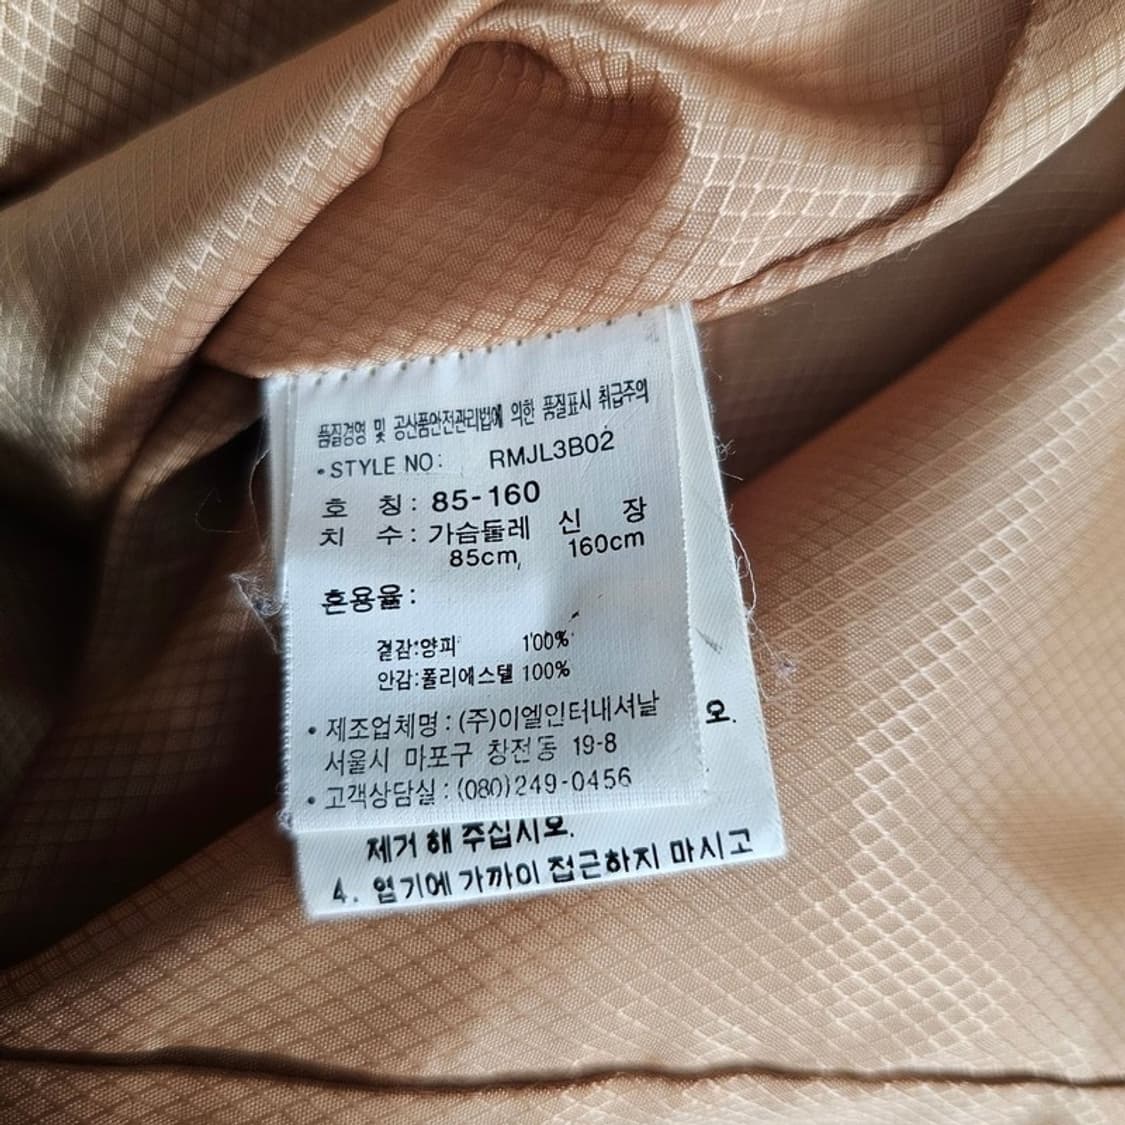 품질경영 및 공산품안전관리법에 의한 품질표시 취급주의
•STYLE NO: RMJL3B02
호 칭: 85-160
치 수: 가슴둘레 신 장
85cm, 160cm
혼용율:
겉감:양피 100%
안감:폴리에스텔 100%
• 제조업체명: (주)이엘인터내셔날
서울시 마포구 창전동 19-8
• 고객상담실: (080)249-0456
오.
제거해 주십시오.
4. 열기에 가까이 접근하지 마시고